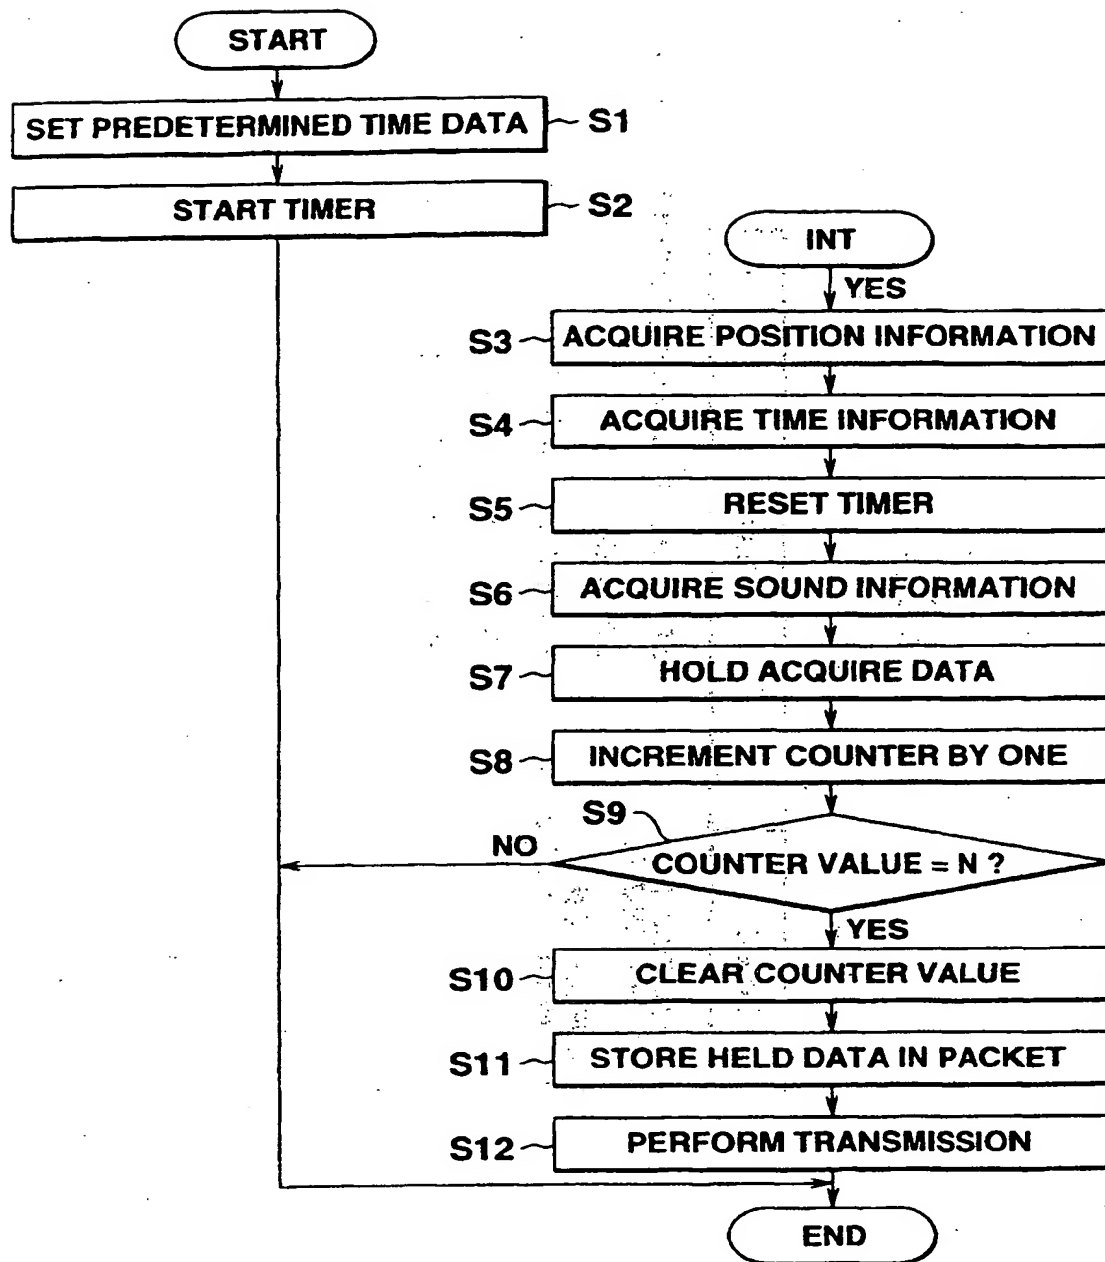 START
SET PREDETERMINED TIME DATA
S1
START TIMER
S2
INT
YES
S3
ACQUIRE POSITION INFORMATION
S4
ACQUIRE TIME INFORMATION
S5
RESET TIMER
S6
ACQUIRE SOUND INFORMATION
S7
HOLD ACQUIRE DATA
S8
INCREMENT COUNTER BY ONE
S9
NO
COUNTER VALUE = N ?
YES
S10
CLEAR COUNTER VALUE
S11
STORE HELD DATA IN PACKET
S12
PERFORM TRANSMISSION
END